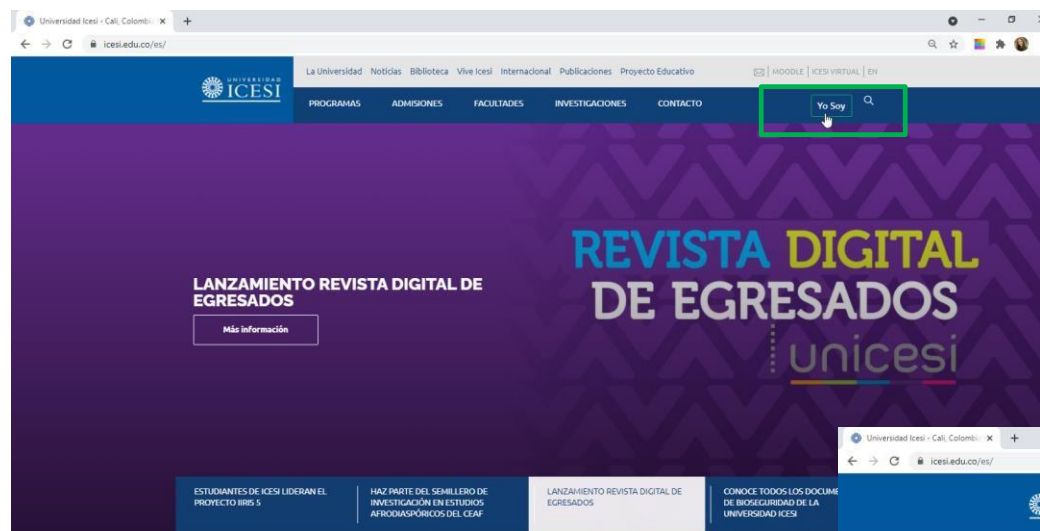 Universidad Icesi - Cali, Colombi
icesi.edu.co/es/
UNIVERSIDAD
ICESI
La Universidad Noticias Biblioteca Vive Icesi Internacional Publicaciones Proyecto Educativo
MOODLE | ICESI VIRTUAL | EN
PROGRAMAS ADMISIONES FACULTADES INVESTIGACIONES CONTACTO
Yo Soy
LANZAMIENTO REVISTA DIGITAL DE
EGRESADOS
Más información
REVISTA DIGITAL
DE EGRESADOS
unicesi
ESTUDIANTES DE ICESI LIDERAN EL
PROYECTO IIRIS 5
HAZ PARTE DEL SEMILLERO DE
INVESTIGACIÓN EN ESTUDIOS
AFRODIASPÓRICOS DEL CEAF
LANZAMIENTO REVISTA DIGITAL DE
EGRESADOS
CONOCE TODOS LOS DOCUME
DE BIOSEGURIDAD DE LA
UNIVERSIDAD ICESI
Universidad Icesi - Cali, Colombi
icesi.edu.co/es/